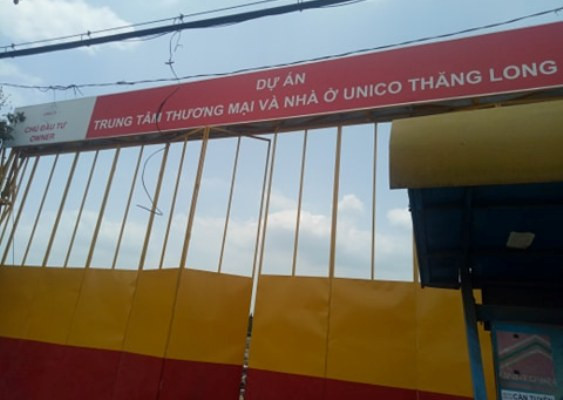 DỰ ÁN
TRUNG TÂM THƯƠNG MẠI VÀ NHÀ Ở UNICO THĂNG LONG
CHỦ ĐẦU TƯ
OWNER